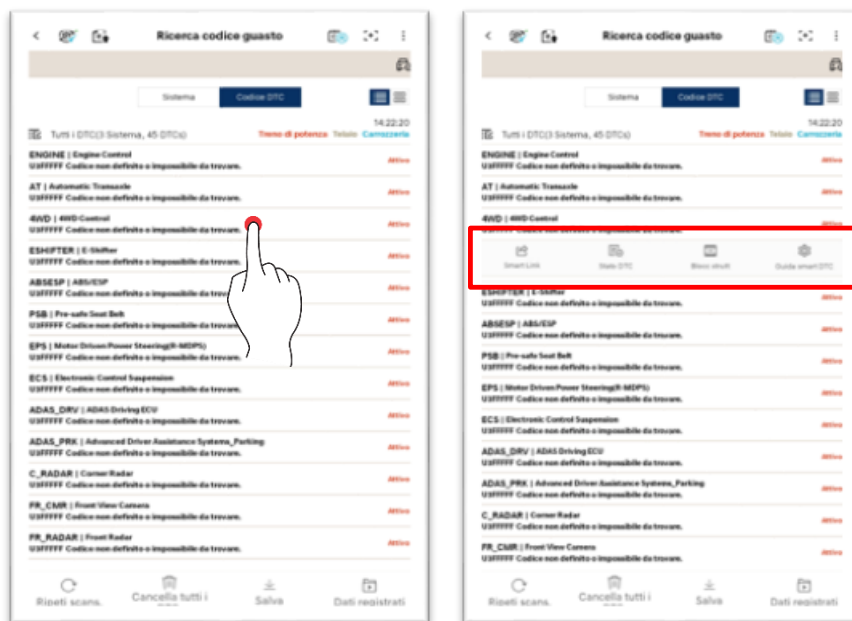 Ricerca codice guasto
Sistema Codice DTC
14:22:20
Tutti i DTC(3 Sistema, 45 DTCs) Treno di potenza Telaio Carrozzeria
ENGINE | Engine Control
U3FFFFF Codice non definito o impossibile da trovare. Attivo
AT | Automatic Transaxle
U3FFFFF Codice non definito o impossibile da trovare. Attivo
4WD | 4WD Control
U3FFFFF Codice non definito o impossibile da trovare. Attivo
ESHIFTER | E-Shifter
U3FFFFF Codice non definito o impossibile da trovare. Attivo
ABSESP | ABS/ESP
U3FFFFF Codice non definito o impossibile da trovare. Attivo
PSB | Pre-safe Seat Belt
U3FFFFF Codice non definito o impossibile da trovare. Attivo
EPS | Motor Driven Power Steering(R-MDPS)
U3FFFFF Codice non definito o impossibile da trovare. Attivo
ECS | Electronic Control Suspension
U3FFFFF Codice non definito o impossibile da trovare. Attivo
ADAS_DRV | ADAS Driving ECU
U3FFFFF Codice non definito o impossibile da trovare. Attivo
ADAS_PRK | Advanced Driver Assistance Systems_Parking
U3FFFFF Codice non definito o impossibile da trovare. Attivo
C_RADAR | Corner Radar
U3FFFFF Codice non definito o impossibile da trovare. Attivo
FR_CMR | Front View Camera
U3FFFFF Codice non definito o impossibile da trovare. Attivo
FR_RADAR | Front Radar
U3FFFFF Codice non definito o impossibile da trovare. Attivo
Ripeti scans. Cancella tutti i Salva Dati registrati
Ricerca codice guasto
Sistema Codice DTC
14:22:20
Tutti i DTC(3 Sistema, 45 DTCs) Treno di potenza Telaio Carrozzeria
ENGINE | Engine Control
U3FFFFF Codice non definito o impossibile da trovare. Attivo
AT | Automatic Transaxle
U3FFFFF Codice non definito o impossibile da trovare. Attivo
4WD | 4WD Control
U3FFFFF Codice non definito o impossibile da trovare. Attivo
Smart Link Stato DTC Blocco strutt Guida smart DTC
ESHIFTER | E-Shifter
U3FFFFF Codice non definito o impossibile da trovare. Attivo
ABSESP | ABS/ESP
U3FFFFF Codice non definito o impossibile da trovare. Attivo
PSB | Pre-safe Seat Belt
U3FFFFF Codice non definito o impossibile da trovare. Attivo
EPS | Motor Driven Power Steering(R-MDPS)
U3FFFFF Codice non definito o impossibile da trovare. Attivo
ECS | Electronic Control Suspension
U3FFFFF Codice non definito o impossibile da trovare. Attivo
ADAS_DRV | ADAS Driving ECU
U3FFFFF Codice non definito o impossibile da trovare. Attivo
ADAS_PRK | Advanced Driver Assistance Systems_Parking
U3FFFFF Codice non definito o impossibile da trovare. Attivo
C_RADAR | Corner Radar
U3FFFFF Codice non definito o impossibile da trovare. Attivo
FR_CMR | Front View Camera
U3FFFFF Codice non definito o impossibile da trovare. Attivo
Ripeti scans. Cancella tutti i Salva Dati registrati